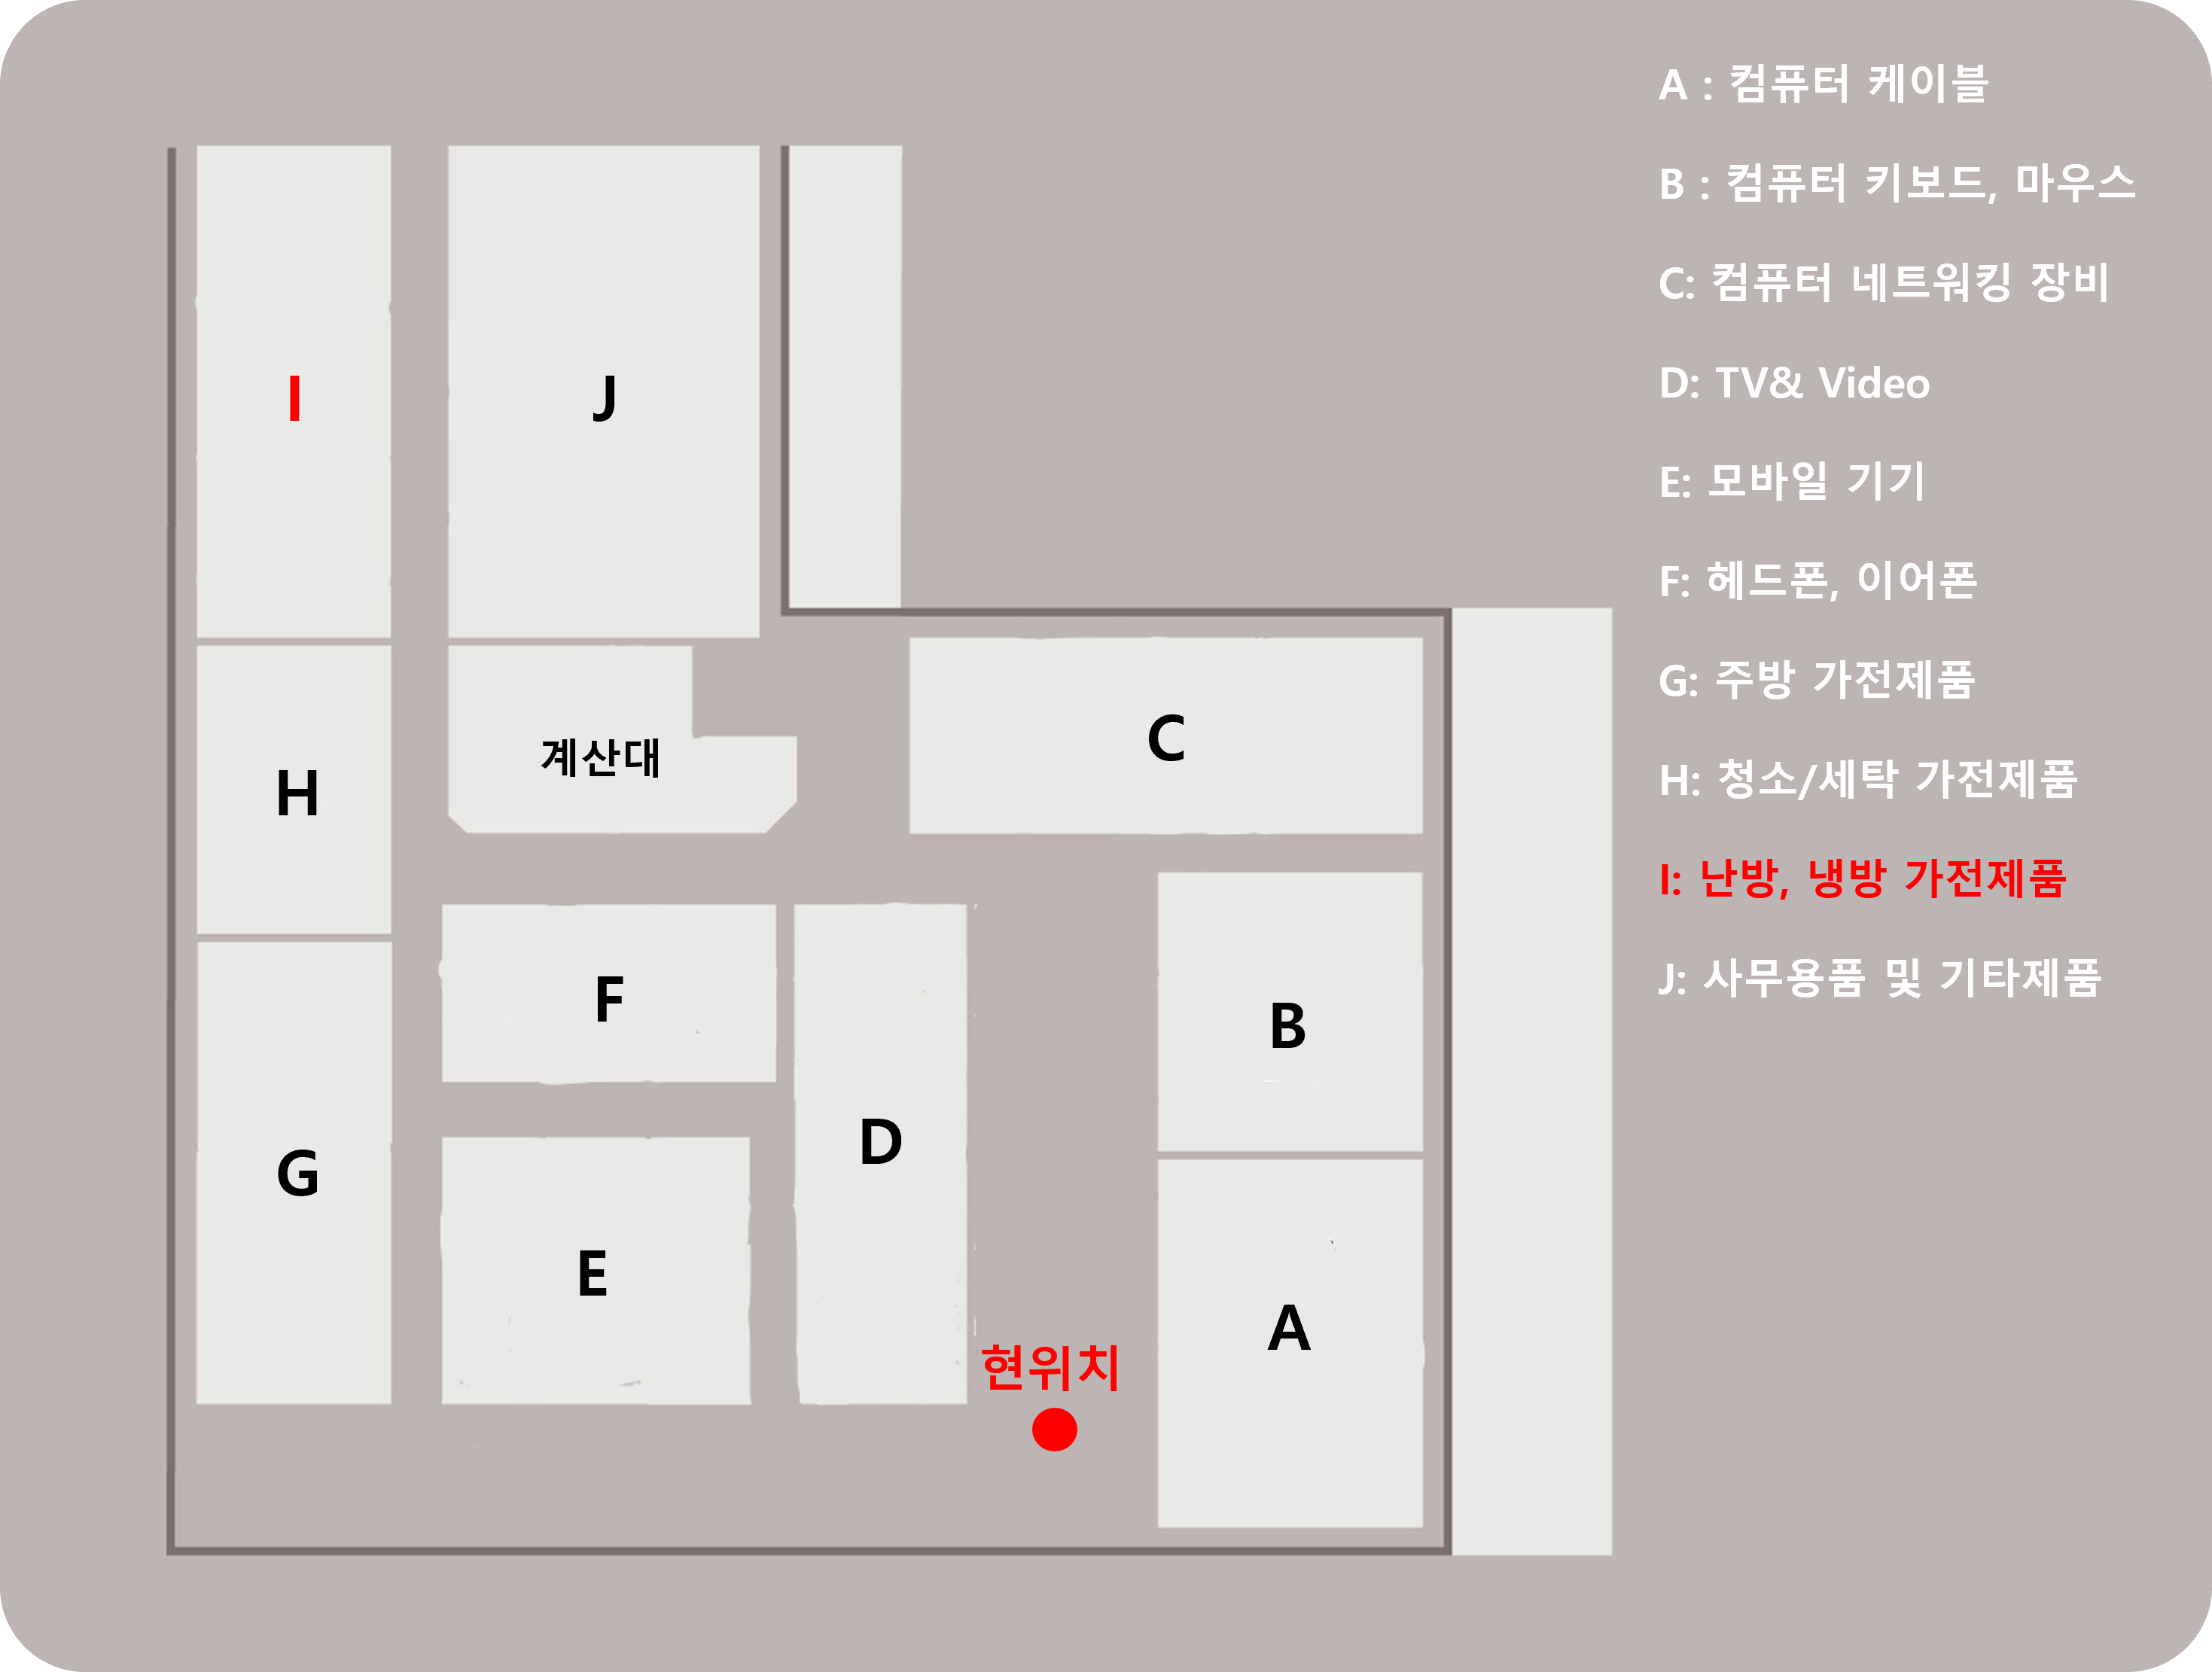 A : 컴퓨터 케이블
B : 컴퓨터 키보드, 마우스
C: 컴퓨터 네트워킹 장비
D: TV& Video
E: 모바일 기기
F: 헤드폰, 이어폰
G: 주방 가전제품
H: 청소/세탁 가전제품
I: 난방, 냉방 가전제품
J: 사무용품 및 기타제품
I
J
C
계산대
H
F
B
D
G
E
A
현위치